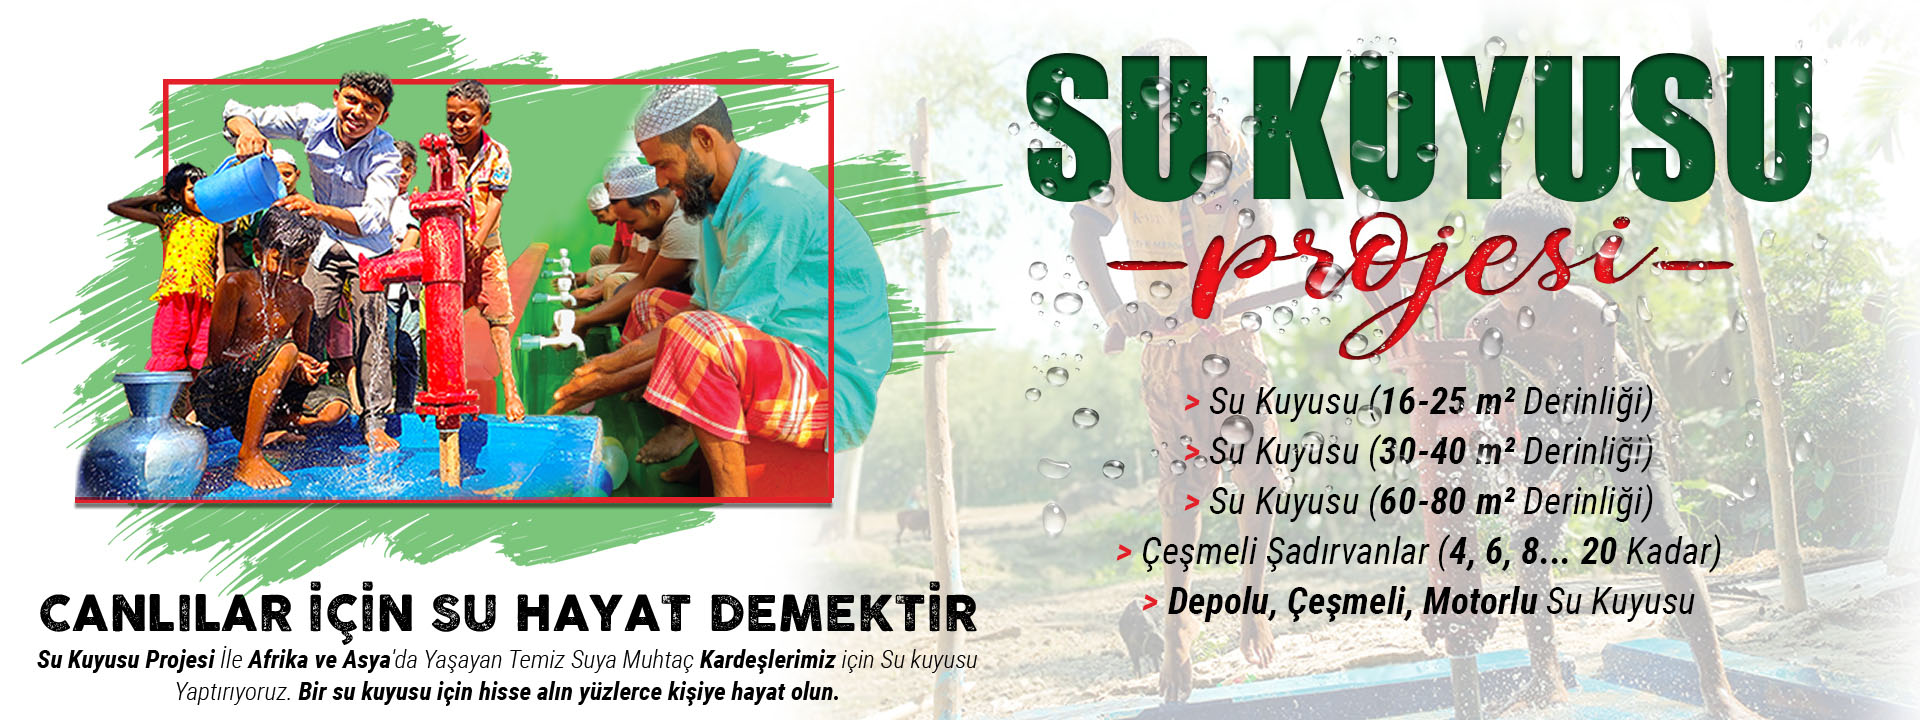 SU KUYUSU
projesi
> Su Kuyusu (16-25 m² Derinliği)
> Su Kuyusu (30-40 m² Derinliği)
> Su Kuyusu (60-80 m² Derinliği)
> Çeşmeli Şadırvanlar (4, 6, 8... 20 Kadar)
> Depolu, Çeşmeli, Motorlu Su Kuyusu
CANLILAR İÇİN SU HAYAT DEMEKTİR
Su Kuyusu Projesi İle Afrika ve Asya'da Yaşayan Temiz Suya Muhtaç Kardeşlerimiz için Su kuyusu
Yaptırıyoruz. Bir su kuyusu için hisse alın yüzlerce kişiye hayat olun.